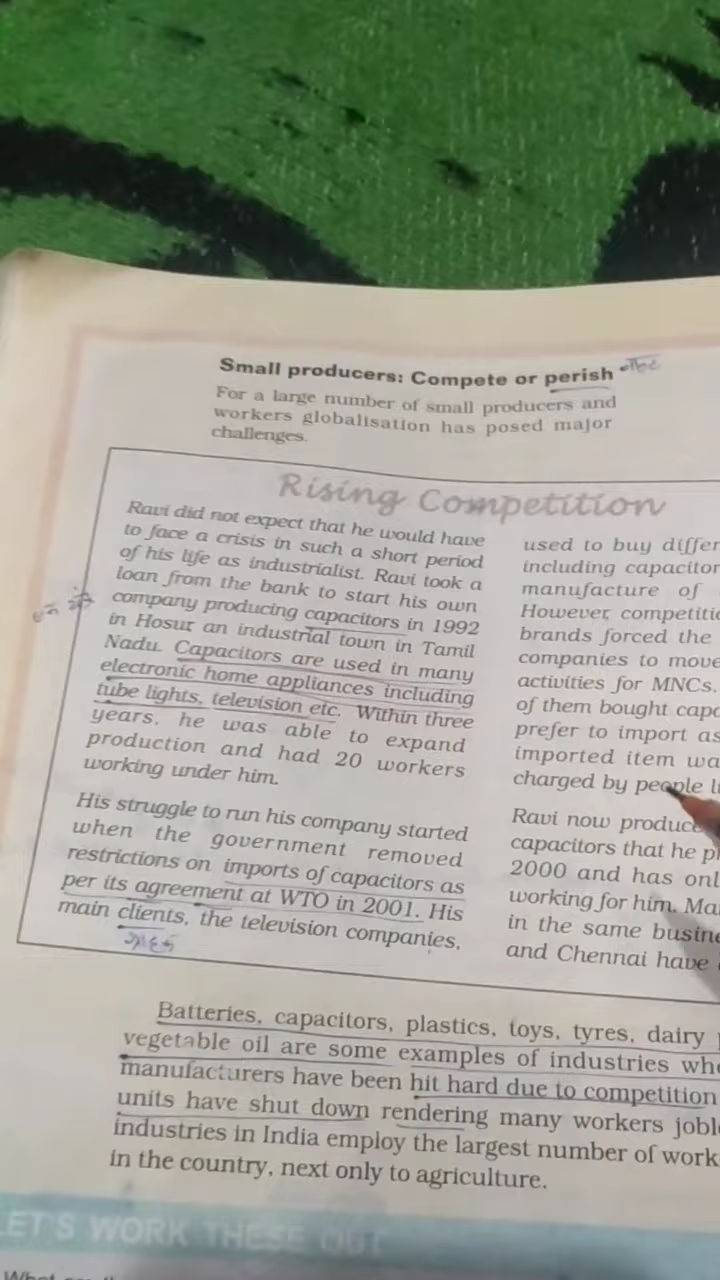 Small producers: Compete or perish
For a large number of small producers and
workers globalisation has posed major
challenges.
Rising Competition
Ravi did not expect that he would have
to face a crisis in such a short period
of his life as industrialist. Ravi took a
loan from the bank to start his own
company producing capacitors in 1992
in Hosur, an industrial town in Tamil
Nadu. Capacitors are used in many
electronic home appliances including
tube lights, television etc. Within three
years, he was able to expand
production and had 20 workers
working under him.
His struggle to run his company started
when the government removed
restrictions on imports of capacitors as
per its agreement at WTO in 2001. His
main clients, the television companies,
ग्राहक
used to buy differ
including capacitor
manufacture of
However, competitio
brands forced the
companies to move
activities for MNCs.
of them bought capa
prefer to import as
imported item wa
charged by people li
Ravi now produce
capacitors that he p
2000 and has onl
working for him. Ma
in the same busine
and Chennai have
Batteries, capacitors, plastics, toys, tyres, dairy
vegetable oil are some examples of industries whe
manufacturers have been hit hard due to competition
units have shut down rendering many workers joble
industries in India employ the largest number of work
in the country, next only to agriculture.
LET'S WORK THESE OUT